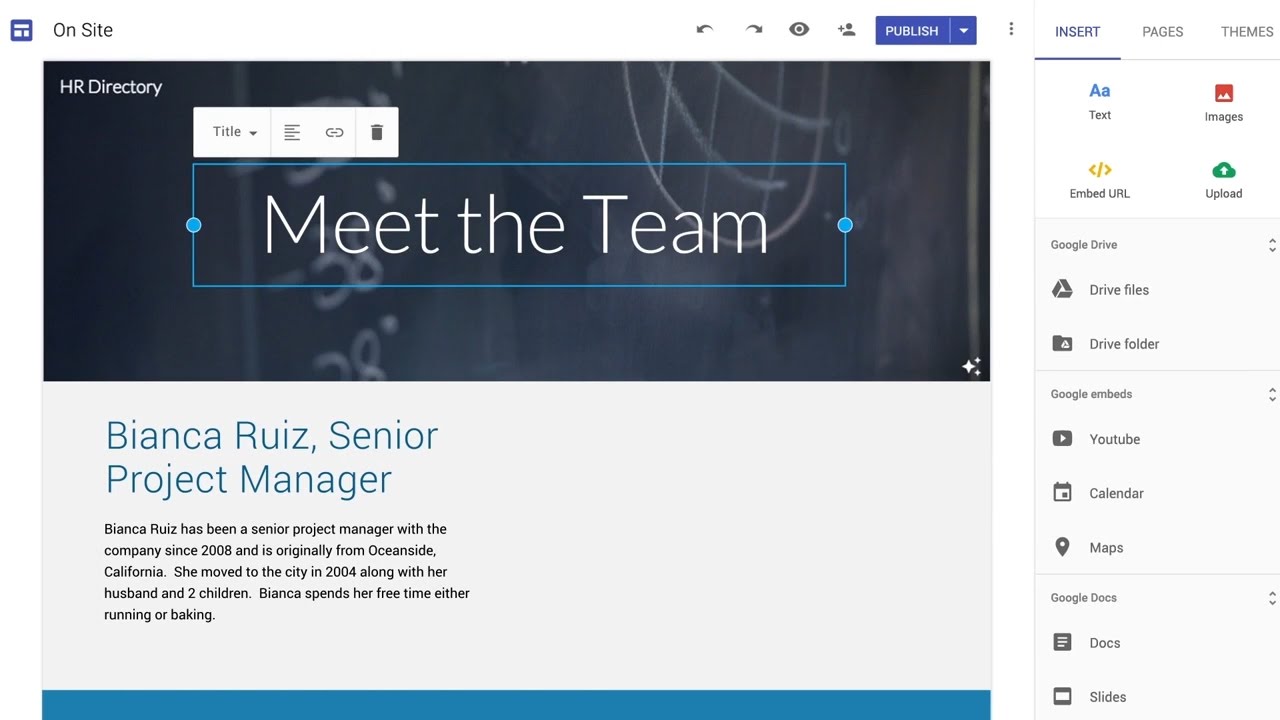 On Site
PUBLISH
INSERT
PAGES
THEMES
HR Directory
Title
Meet the Team
Bianca Ruiz, Senior
Project Manager
Bianca Ruiz has been a senior project manager with the
company since 2008 and is originally from Oceanside,
California.  She moved to the city in 2004 along with her
husband and 2 children.  Bianca spends her free time either
running or baking.
Aa
Text
Images
Embed URL
Upload
Google Drive
Drive files
Drive folder
Google embeds
Youtube
Calendar
Maps
Google Docs
Docs
Slides